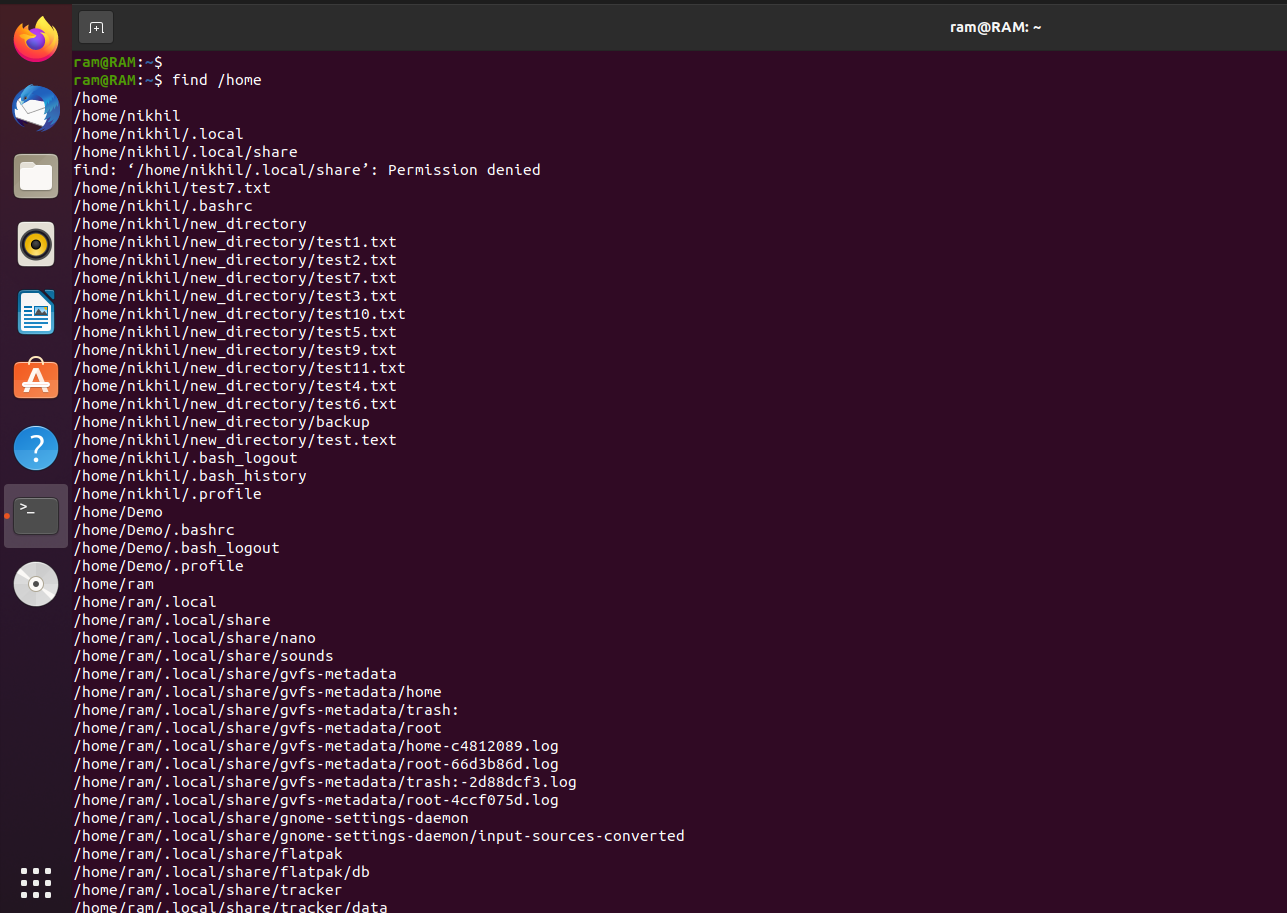 ram@RAM: ~
ram@RAM:~$
ram@RAM:~$ find /home
/home
/home/nikhil
/home/nikhil/.local
/home/nikhil/.local/share
find: ‘/home/nikhil/.local/share’: Permission denied
/home/nikhil/test7.txt
/home/nikhil/.bashrc
/home/nikhil/new_directory
/home/nikhil/new_directory/test1.txt
/home/nikhil/new_directory/test2.txt
/home/nikhil/new_directory/test7.txt
/home/nikhil/new_directory/test3.txt
/home/nikhil/new_directory/test10.txt
/home/nikhil/new_directory/test5.txt
/home/nikhil/new_directory/test9.txt
/home/nikhil/new_directory/test11.txt
/home/nikhil/new_directory/test4.txt
/home/nikhil/new_directory/test6.txt
/home/nikhil/new_directory/backup
/home/nikhil/new_directory/test.text
/home/nikhil/.bash_logout
/home/nikhil/.bash_history
/home/nikhil/.profile
/home/Demo
/home/Demo/.bashrc
/home/Demo/.bash_logout
/home/Demo/.profile
/home/ram
/home/ram/.local
/home/ram/.local/share
/home/ram/.local/share/nano
/home/ram/.local/share/sounds
/home/ram/.local/share/gvfs-metadata
/home/ram/.local/share/gvfs-metadata/home
/home/ram/.local/share/gvfs-metadata/trash:
/home/ram/.local/share/gvfs-metadata/root
/home/ram/.local/share/gvfs-metadata/home-c4812089.log
/home/ram/.local/share/gvfs-metadata/root-66d3b86d.log
/home/ram/.local/share/gvfs-metadata/trash:-2d88dcf3.log
/home/ram/.local/share/gvfs-metadata/root-4ccf075d.log
/home/ram/.local/share/gnome-settings-daemon
/home/ram/.local/share/gnome-settings-daemon/input-sources-converted
/home/ram/.local/share/flatpak
/home/ram/.local/share/flatpak/db
/home/ram/.local/share/tracker
/home/ram/.local/share/tracker/data